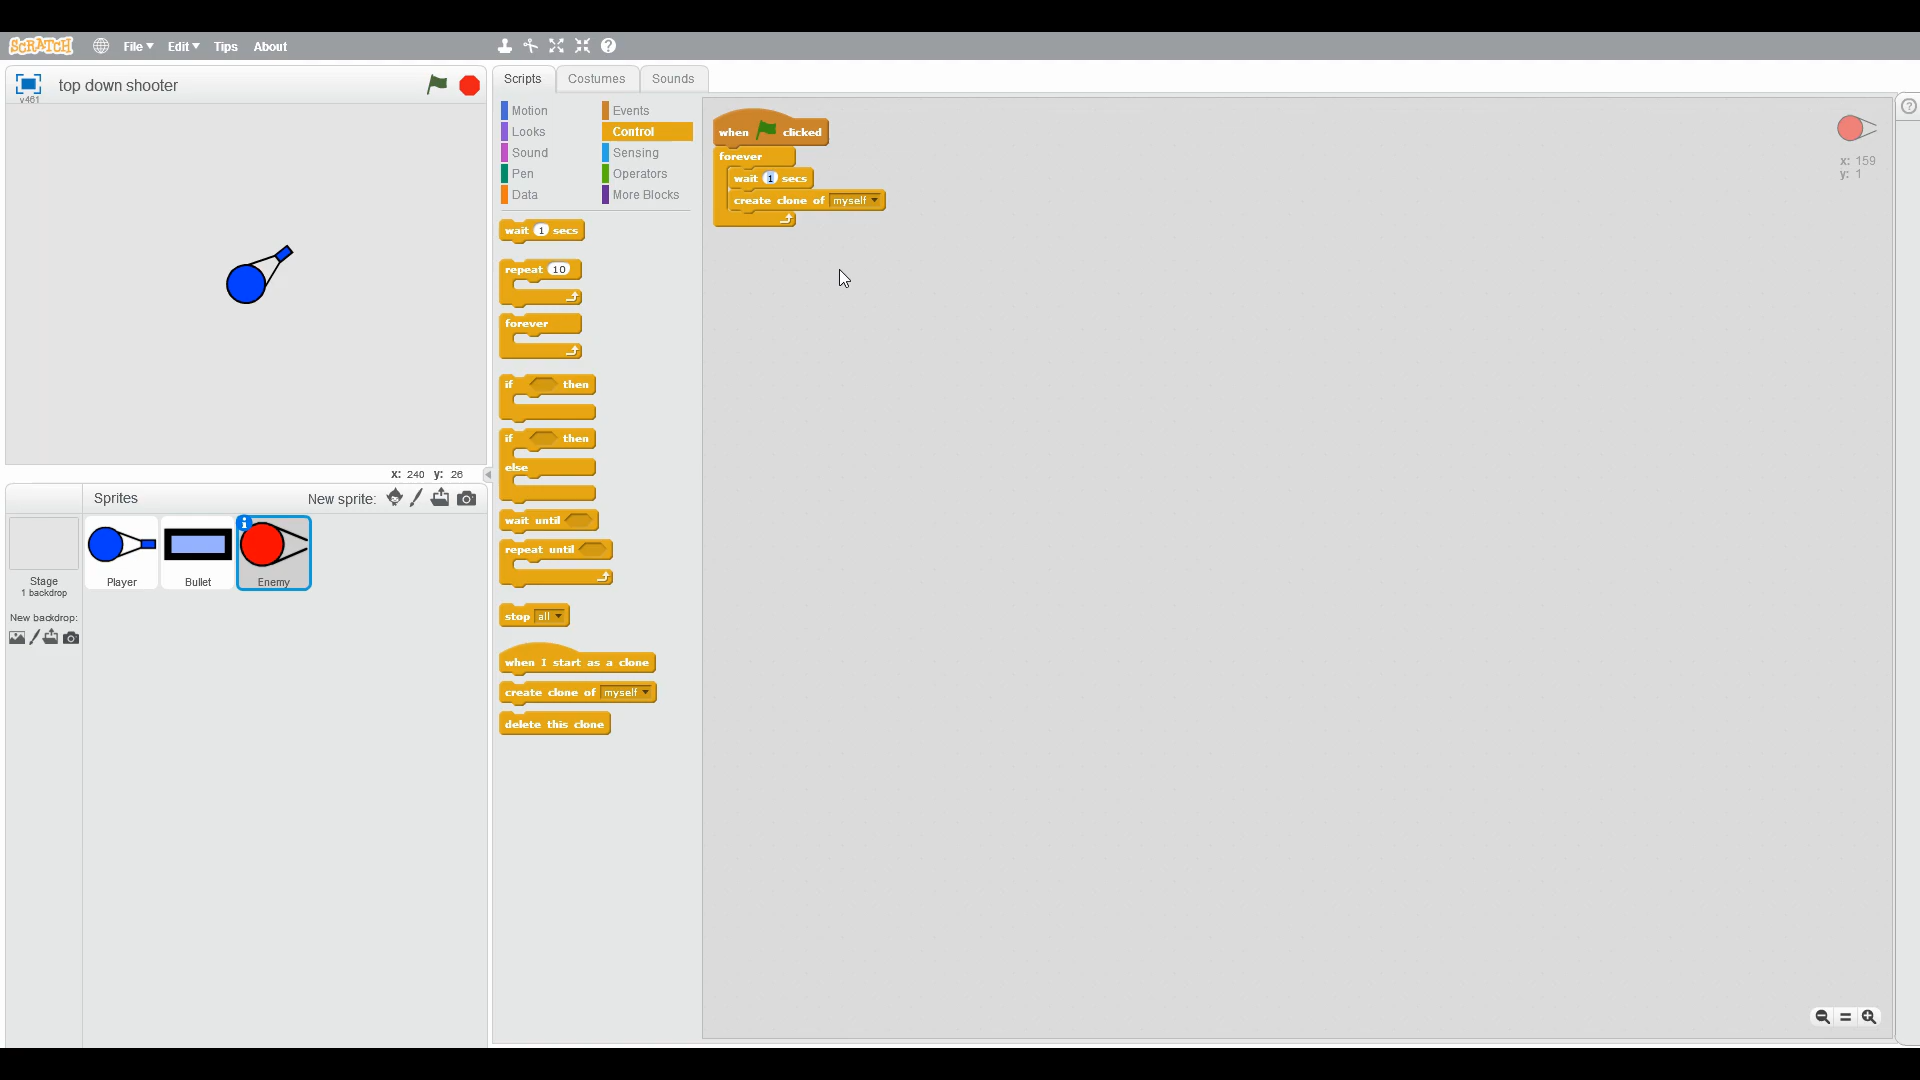 SCRATCH File Edit Tips About
top down shooter
v461
Scripts Costumes Sounds
Motion Events
Looks Control
Sound Sensing
Pen Operators
Data More Blocks
wait 1 secs
repeat 10
forever
if then
if then
else
wait until
repeat until
stop all
when I start as a clone
create clone of myself
delete this clone
when clicked
forever
wait 1 secs
create clone of myself
x: 159
y: 1
x: 240 y: 26
Sprites New sprite:
Player Bullet Enemy
Stage
1 backdrop
New backdrop: